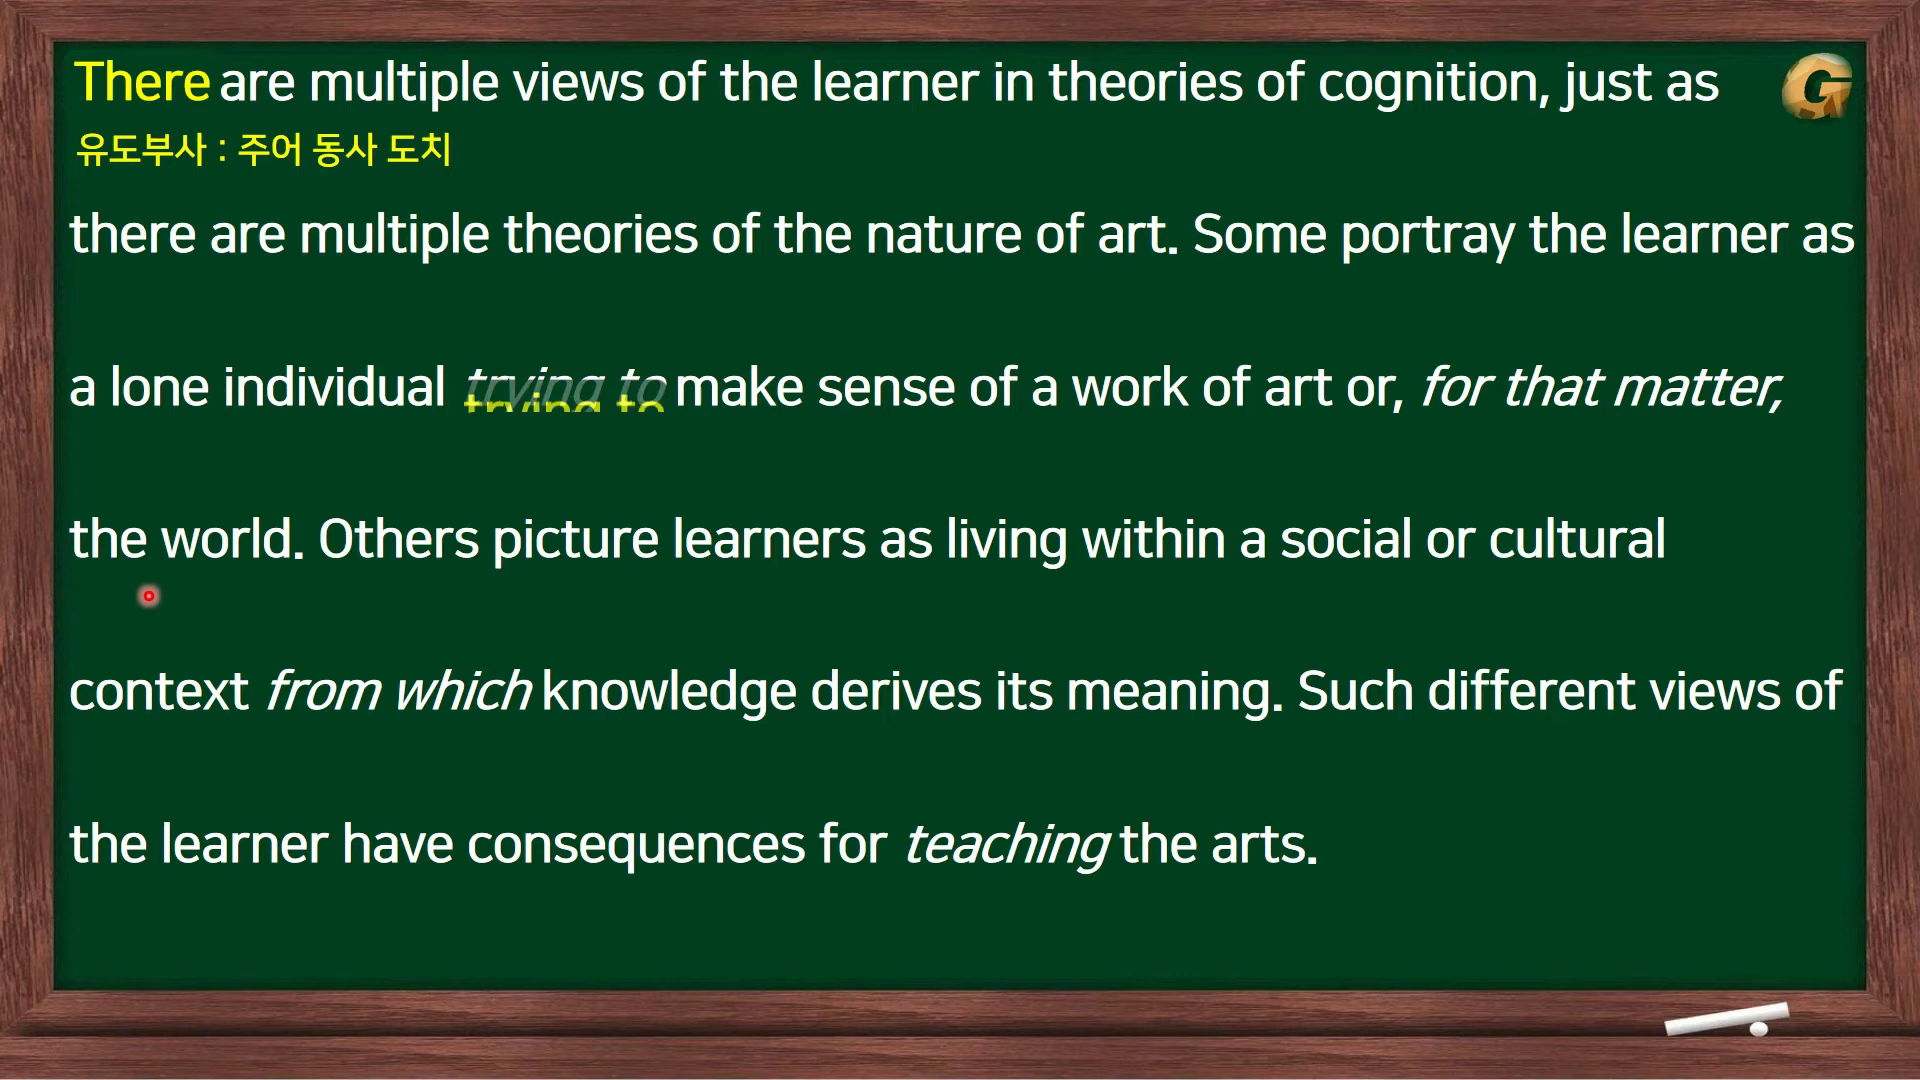 There are multiple views of the learner in theories of cognition, just as
유도부사 : 주어 동사 도치
there are multiple theories of the nature of art. Some portray the learner as
a lone individual trying to make sense of a work of art or, for that matter,
the world. Others picture learners as living within a social or cultural
context from which knowledge derives its meaning. Such different views of
the learner have consequences for teaching the arts.